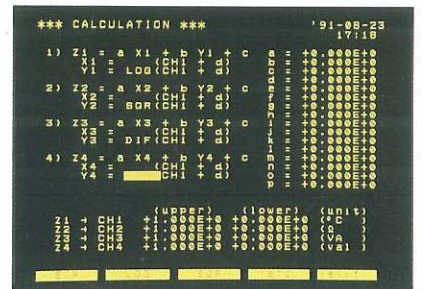 *** CALCULATION *** '91-08-23
17:18
1) Z1 = a X1 + b Y1 + c a = +0.000E+0
X1 = (CH1 + d) b = +0.000E+0
Y1 = LOG(CH1 + d) c = +0.000E+0
d = +0.000E+0
2) Z2 = a X2 + b Y2 + c e = +0.000E+0
X2 = (CH1 + d) f = +0.000E+0
Y2 = SQR(CH1 + d) g = +0.000E+0
h = +0.000E+0
3) Z3 = a X3 + b Y3 + c i = +0.000E+0
X3 = (CH1 + d) j = +0.000E+0
Y3 = DIF(CH1 + d) k = +0.000E+0
l = +0.000E+0
4) Z4 = a X4 + b Y4 + c m = +0.000E+0
X4 = (CH1 + d) n = +0.000E+0
Y4 = (CH1 + d) o = +0.000E+0
p = +0.000E+0
(upper) (lower) (unit)
Z1 → CH1 +1.000E+0 +0.000E+0 (°C )
Z2 → CH2 +1.000E+0 +0.000E+0 (Ω )
Z3 → CH3 +1.000E+0 +0.000E+0 (VA )
Z4 → CH4 +1.000E+0 +0.000E+0 (val )
LOG SQR ETC